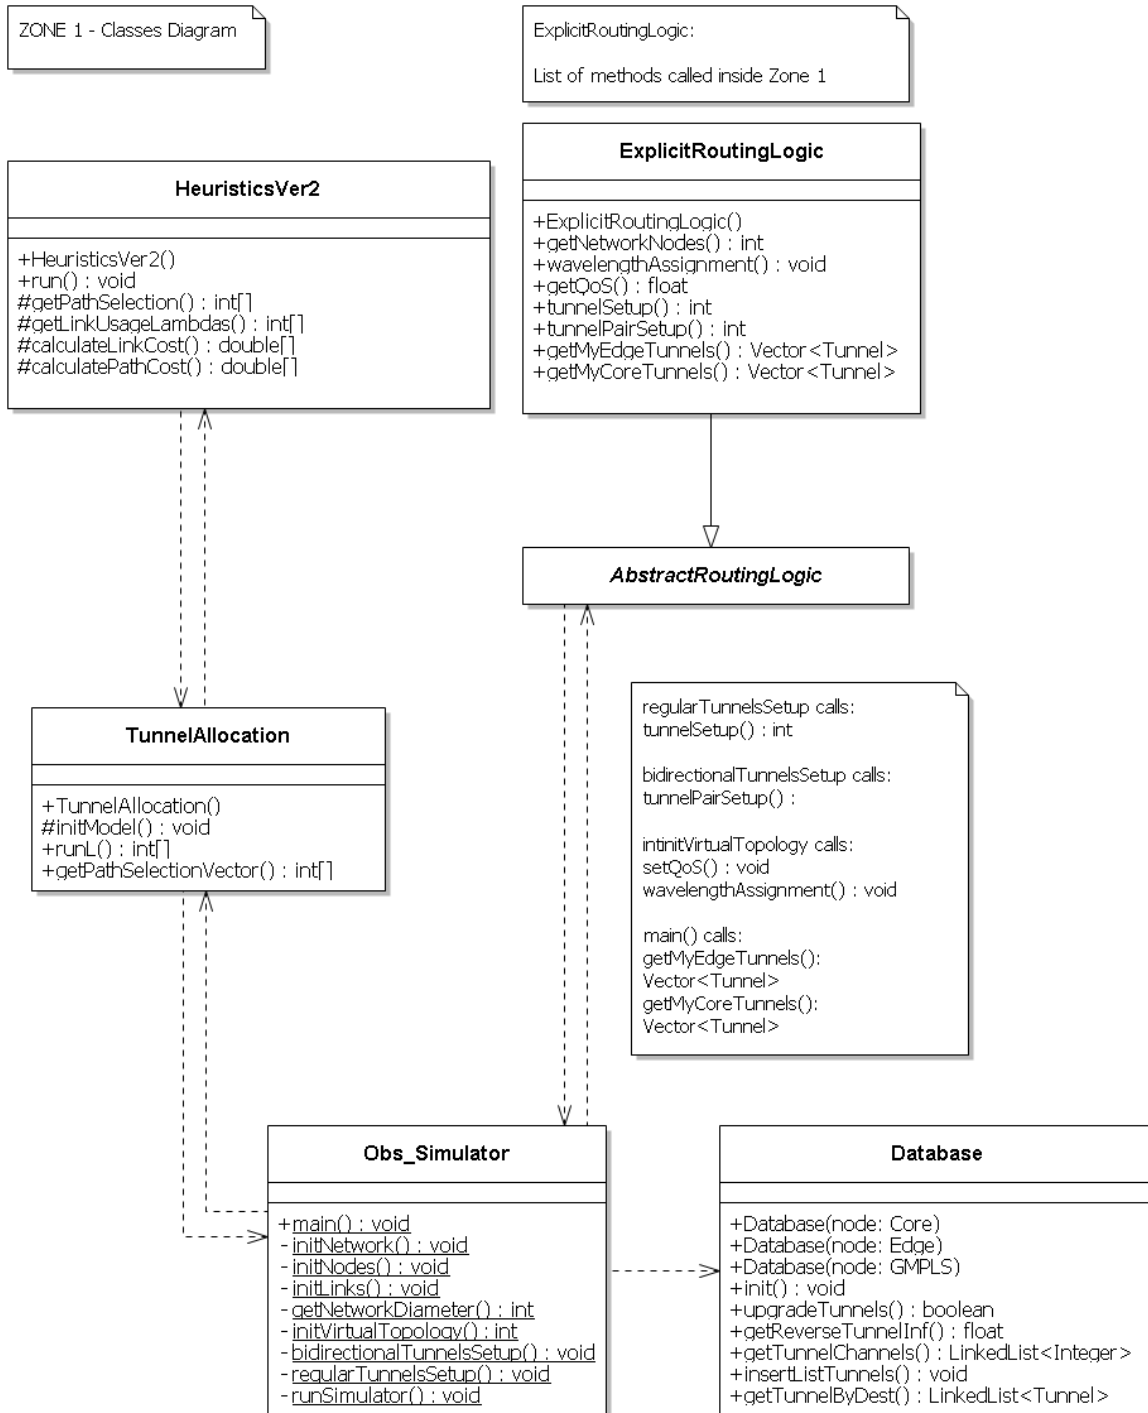 ZONE 1 - Classes Diagram
ExplicitRoutingLogic:
List of methods called inside Zone 1
HeuristicsVer2
+HeuristicsVer2()
+run() : void
#getPathSelection() : int[]
#getLinkUsageLambdas() : int[]
#calculateLinkCost() : double[]
#calculatePathCost() : double[]
ExplicitRoutingLogic
+ExplicitRoutingLogic()
+getNetworkNodes() : int
+wavelengthAssignment() : void
+getQoS() : float
+tunnelSetup() : int
+tunnelPairSetup() : int
+getMyEdgeTunnels() : Vector<Tunnel>
+getMyCoreTunnels() : Vector<Tunnel>
AbstractRoutingLogic
TunnelAllocation
+TunnelAllocation()
#initModel() : void
+runL() : int[]
+getPathSelectionVector() : int[]
regularTunnelsSetup calls:
tunnelSetup() : int
bidirectionalTunnelsSetup calls:
tunnelPairSetup() :
intinitVirtualTopology calls:
setQoS() : void
wavelengthAssignment() : void
main() calls:
getMyEdgeTunnels():
Vector<Tunnel>
getMyCoreTunnels():
Vector<Tunnel>
Obs_Simulator
+main() : void
-initNetwork() : void
-initNodes() : void
-initLinks() : void
-getNetworkDiameter() : int
-initVirtualTopology() : int
-bidirectionalTunnelsSetup() : void
-regularTunnelsSetup() : void
-runSimulator() : void
Database
+Database(node: Core)
+Database(node: Edge)
+Database(node: GMPLS)
+init() : void
+upgradeTunnels() : boolean
+getReverseTunnelInf() : float
+getTunnelChannels() : LinkedList<Integer>
+insertListTunnels() : void
+getTunnelByDest() : LinkedList<Tunnel>